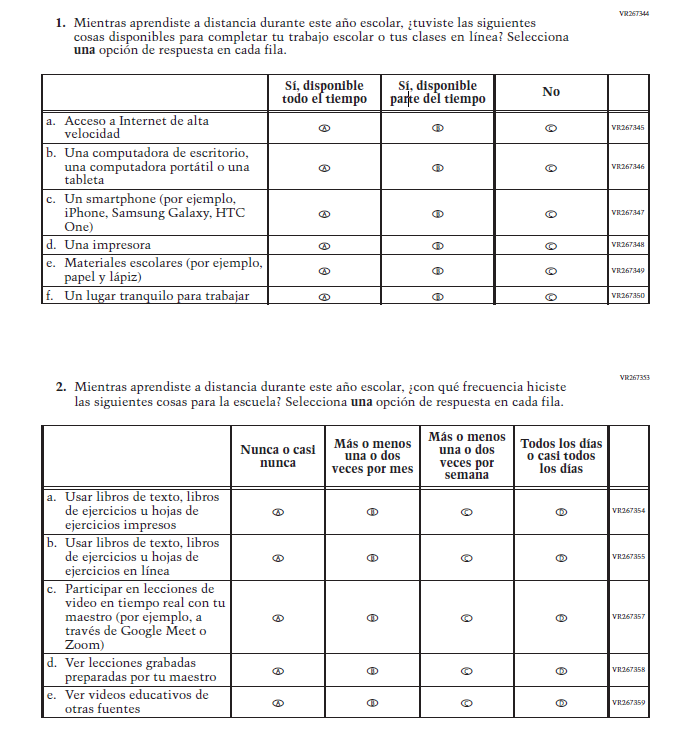 VR267344
1. Mientras aprendiste a distancia durante este año escolar, ¿tuviste las siguientes
cosas disponibles para completar tu trabajo escolar o tus clases en línea? Selecciona
una opción de respuesta en cada fila.
Sí, disponible
todo el tiempo
Sí, disponible
parte del tiempo
No
a. Acceso a Internet de alta
velocidad
A B C VR267345
b. Una computadora de escritorio,
una computadora portátil o una
tableta
A B C VR267346
c. Un smartphone (por ejemplo,
iPhone, Samsung Galaxy, HTC
One)
A B C VR267347
d. Una impresora A B C VR267348
e. Materiales escolares (por ejemplo,
papel y lápiz)
A B C VR267349
f. Un lugar tranquilo para trabajar A B C VR267350
VR267353
2. Mientras aprendiste a distancia durante este año escolar, ¿con qué frecuencia hiciste
las siguientes cosas para la escuela? Selecciona una opción de respuesta en cada fila.
Nunca o casi
nunca
Más o menos
una o dos
veces por mes
Más o menos
una o dos
veces por
semana
Todos los días
o casi todos
los días
a. Usar libros de texto, libros
de ejercicios u hojas de
ejercicios impresos
A B C D VR267354
b. Usar libros de texto, libros
de ejercicios u hojas de
ejercicios en línea
A B C D VR267355
c. Participar en lecciones de
video en tiempo real con tu
maestro (por ejemplo, a
través de Google Meet o
Zoom)
A B C D VR267357
d. Ver lecciones grabadas
preparadas por tu maestro
A B C D VR267358
e. Ver videos educativos de
otras fuentes
A B C D VR267359